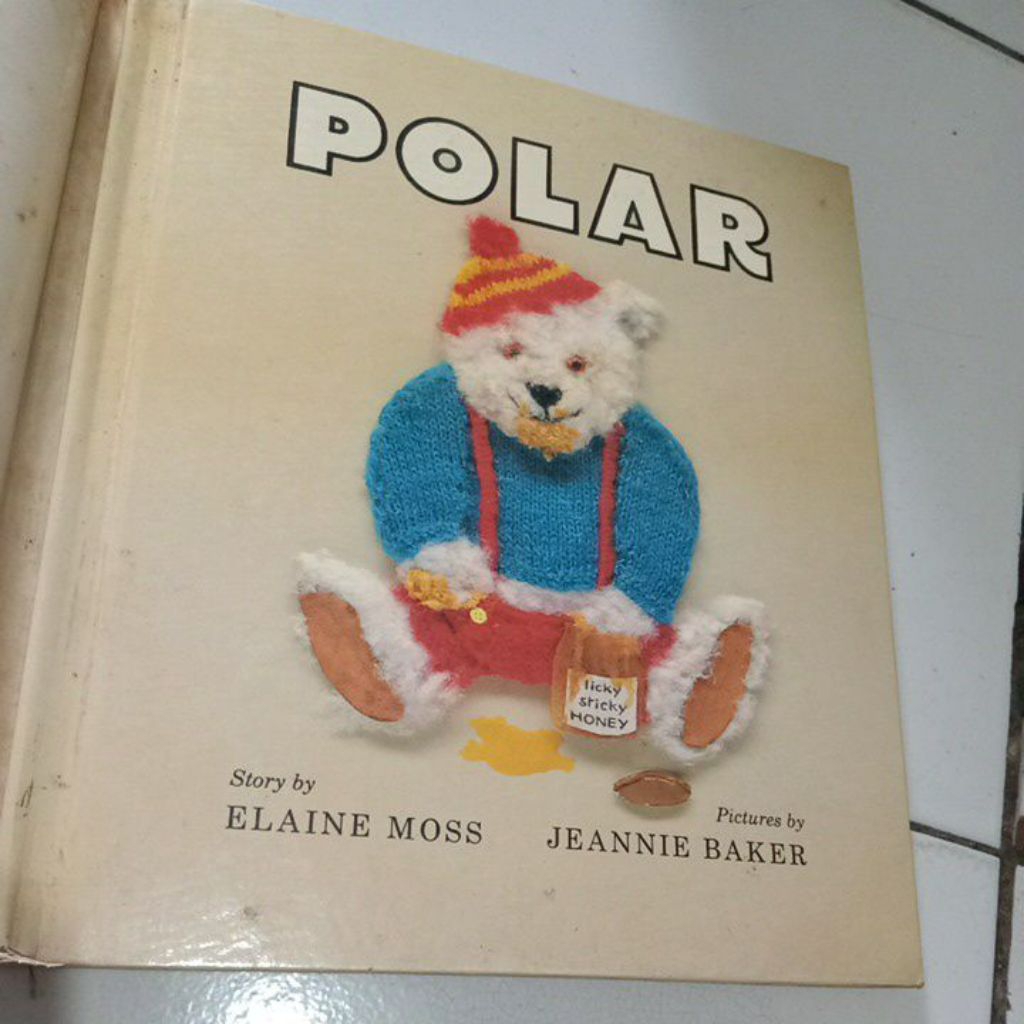 POLAR
licky
sticky
HONEY
Story by
ELAINE MOSS
Pictures by
JEANNIE BAKER